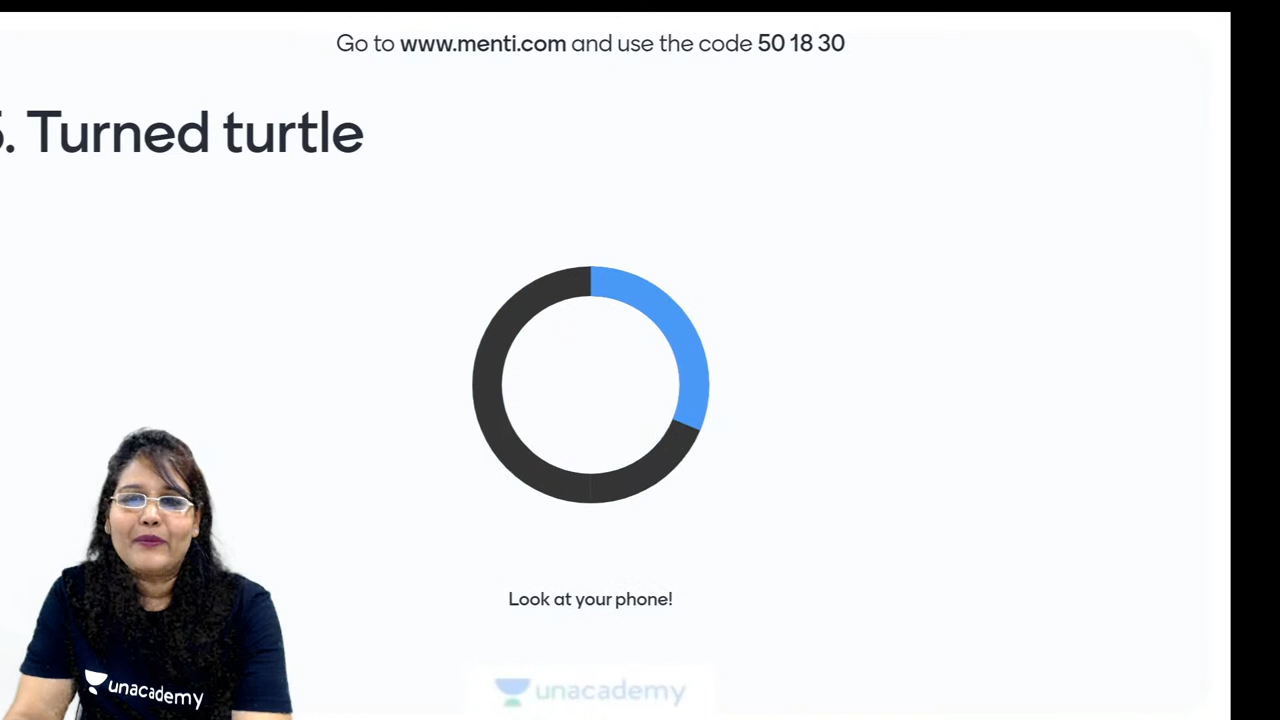 Go to www.menti.com and use the code 50 18 30
. Turned turtle
Look at your phone!
unacademy
unacademy